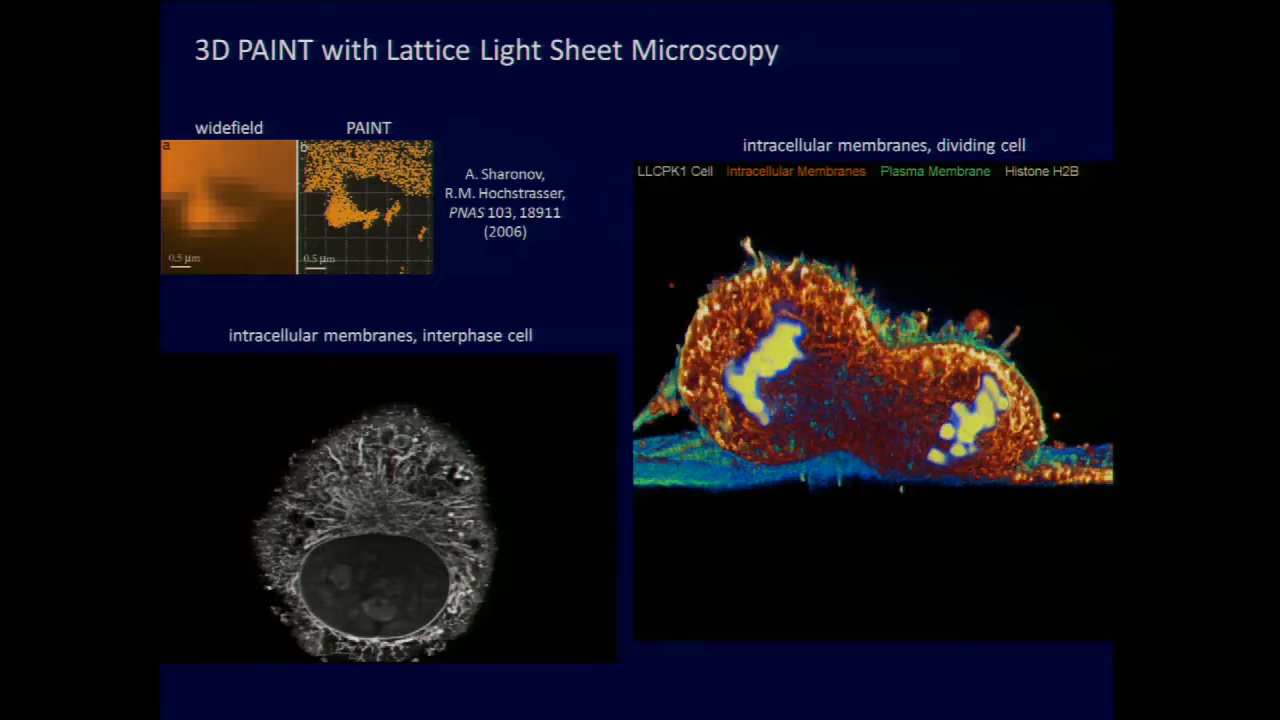 3D PAINT with Lattice Light Sheet Microscopy
widefield PAINT
a b
0.5 μm 0.5 μm
A. Sharonov,
R.M. Hochstrasser,
PNAS 103, 18911
(2006)
intracellular membranes, interphase cell
intracellular membranes, dividing cell
LLCPK1 Cell Intracellular Membranes Plasma Membrane Histone H2B